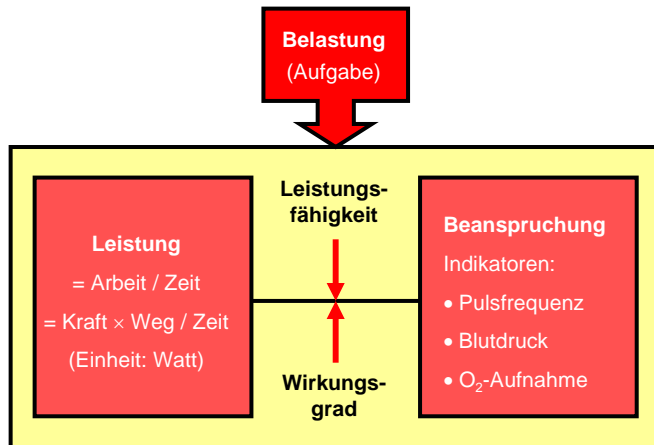 Belastung
(Aufgabe)
Leistung
= Arbeit / Zeit
= Kraft × Weg / Zeit
(Einheit: Watt)
Leistungs-
fähigkeit
Wirkungs-
grad
Beanspruchung
Indikatoren:
• Pulsfrequenz
• Blutdruck
• O₂-Aufnahme